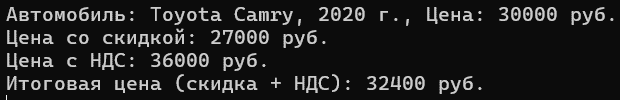 Автомобиль: Toyota Camry, 2020 г., Цена: 30000 руб.
Цена со скидкой: 27000 руб.
Цена с НДС: 36000 руб.
Итоговая цена (скидка + НДС): 32400 руб.